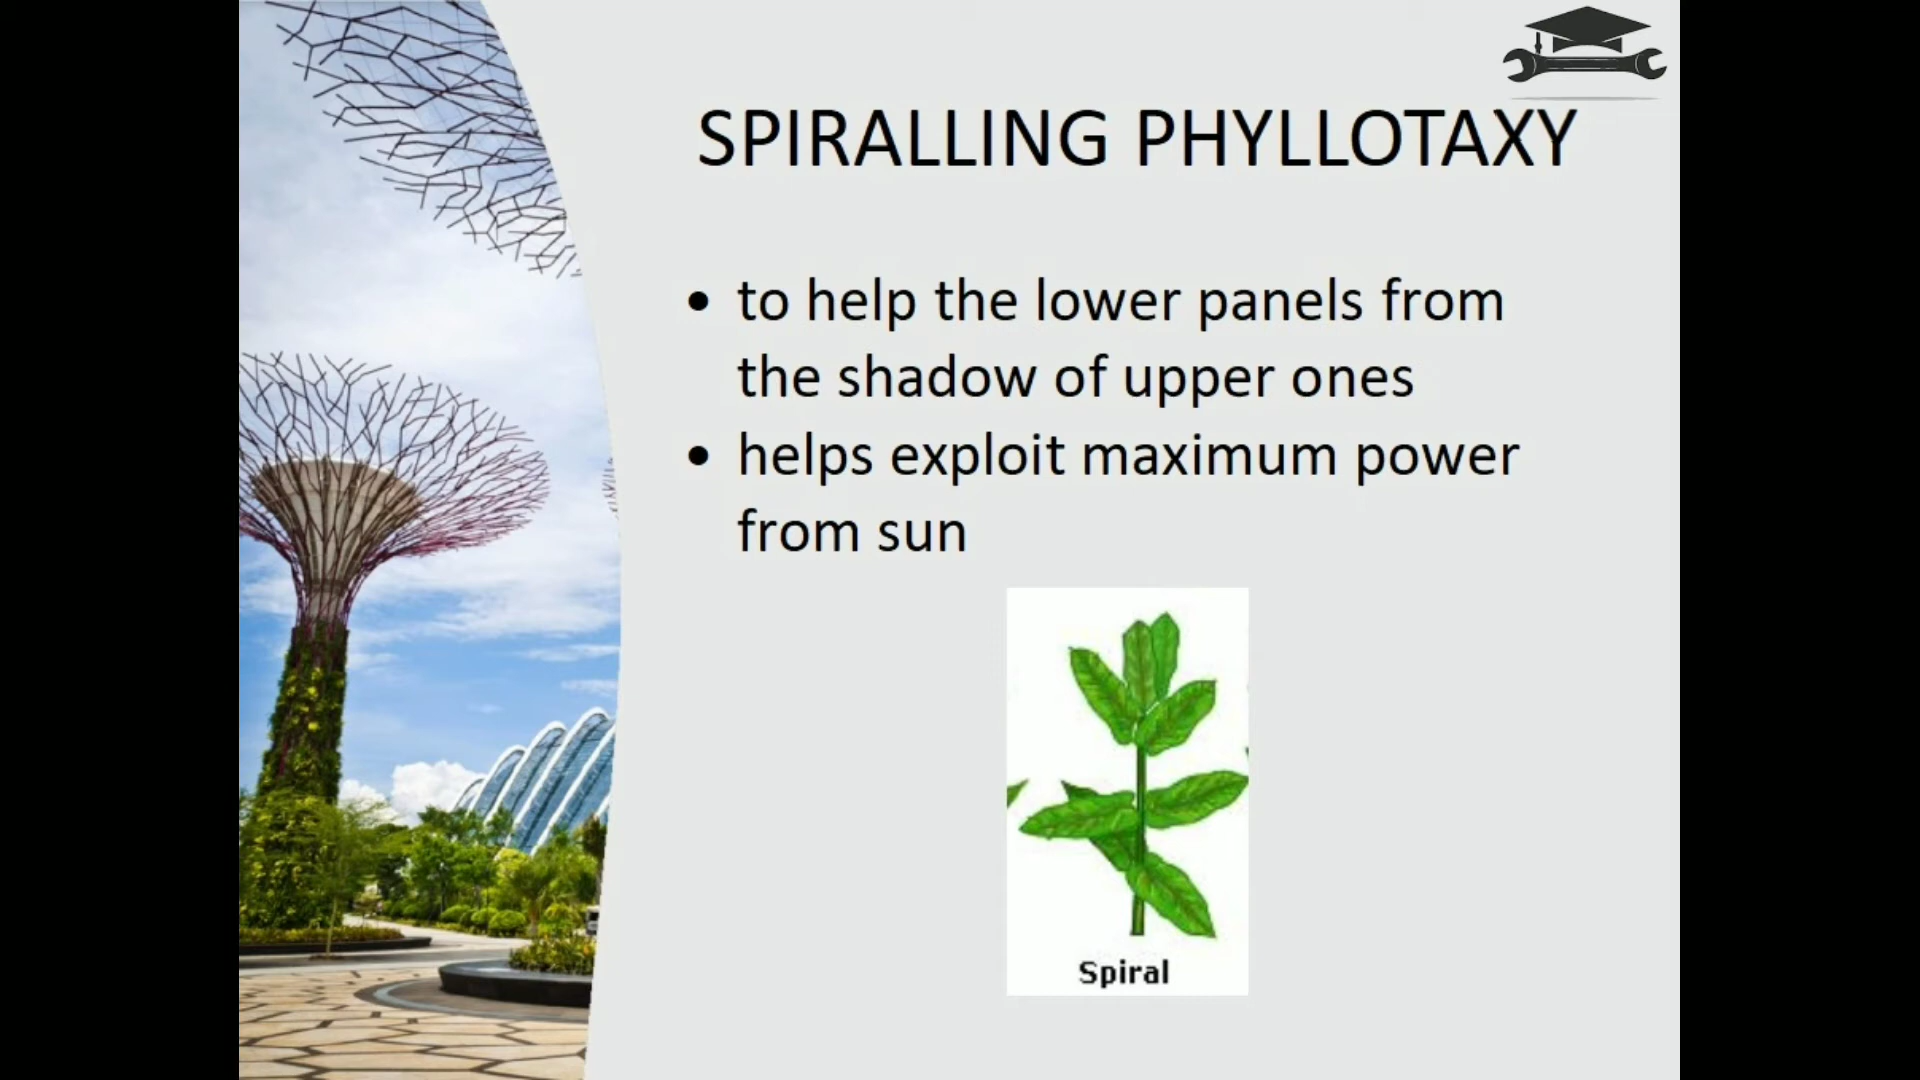 SPIRALLING PHYLLOTAXY
• to help the lower panels from
the shadow of upper ones
• helps exploit maximum power
from sun
Spiral